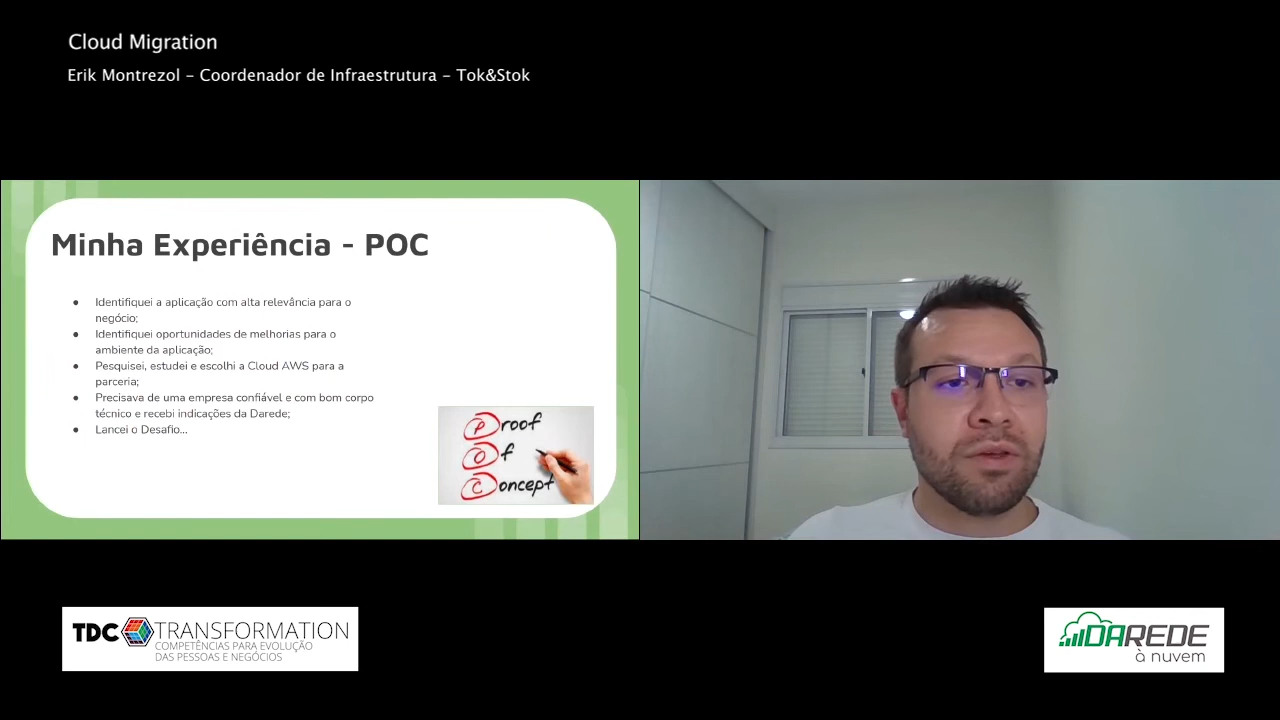 Cloud Migration
Erik Montrezol – Coordenador de Infraestrutura – Tok&Stok
Minha Experiência - POC
● Identifiquei a aplicação com alta relevância para o
negócio;
● Identifiquei oportunidades de melhorias para o
ambiente da aplicação;
● Pesquisei, estudei e escolhi a Cloud AWS para a
parceria;
● Precisava de uma empresa confiável e com bom corpo
técnico e recebi indicações da Darede;
● Lancei o Desafio...
Proof
Of
Concept
TDC TRANSFORMATION
COMPETÊNCIAS PARA EVOLUÇÃO
DAS PESSOAS E NEGÓCIOS
DAREDE
à nuvem